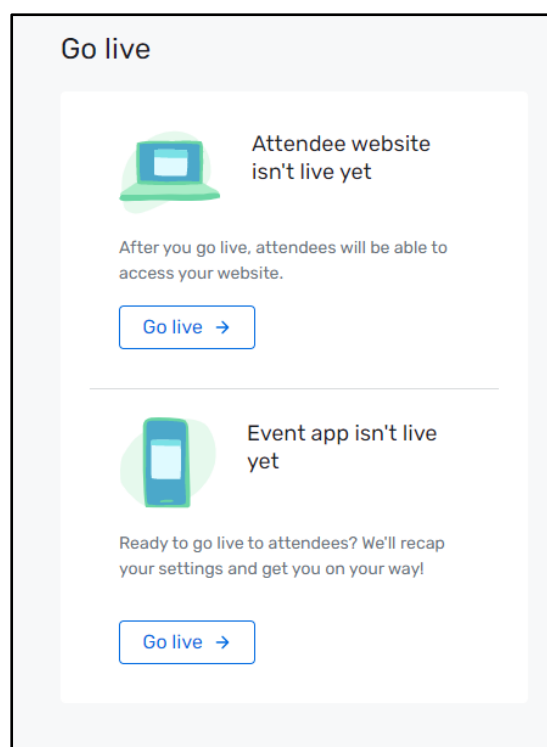 Go live
Attendee website
isn't live yet
After you go live, attendees will be able to
access your website.
Go live →
Event app isn't live
yet
Ready to go live to attendees? We'll recap
your settings and get you on your way!
Go live →